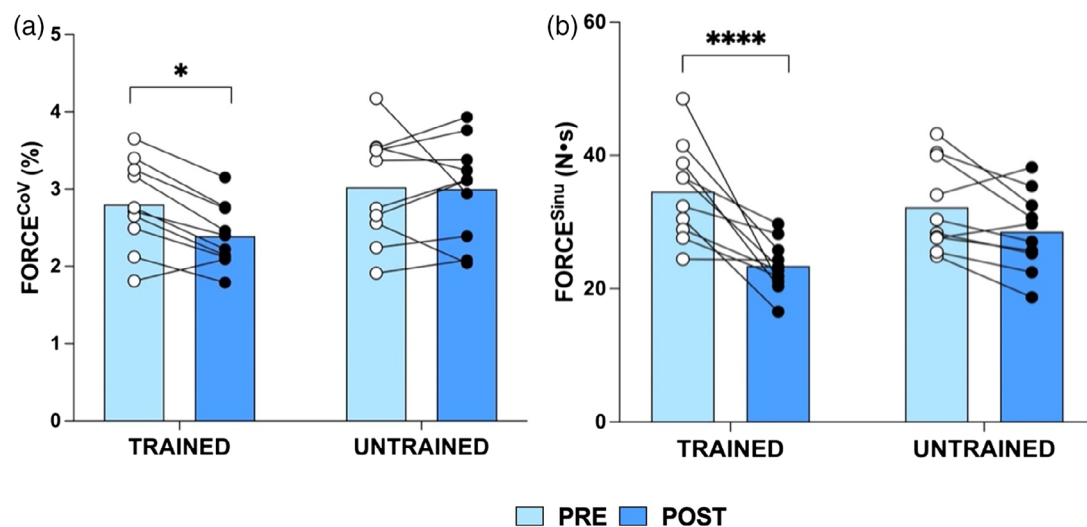 (a)
FORCE^CoV (%)
5
4
3
2
1
0
*
TRAINED
UNTRAINED
(b)
FORCE^Sinu (N•s)
60
40
20
0
****
TRAINED
UNTRAINED
PRE
POST